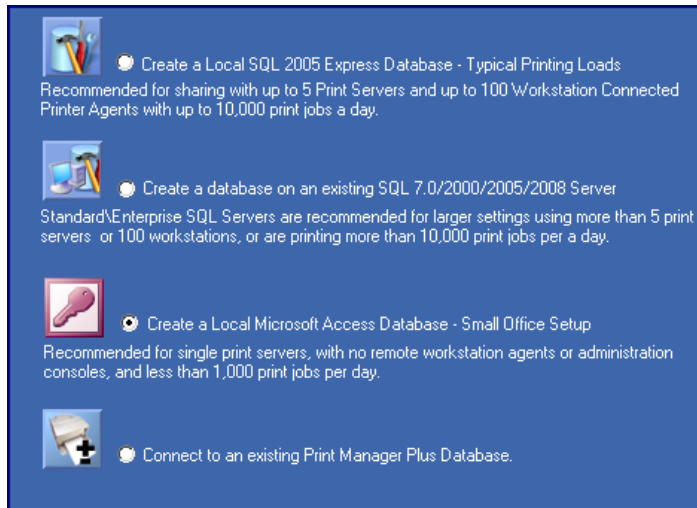 Create a Local SQL 2005 Express Database - Typical Printing Loads
Recommended for sharing with up to 5 Print Servers and up to 100 Workstation Connected
Printer Agents with up to 10,000 print jobs a day.
Create a database on an existing SQL 7.0/2000/2005/2008 Server
Standard\Enterprise SQL Servers are recommended for larger settings using more than 5 print
servers or 100 workstations, or are printing more than 10,000 print jobs per a day.
Create a Local Microsoft Access Database - Small Office Setup
Recommended for single print servers, with no remote workstation agents or administration
consoles, and less than 1,000 print jobs per day.
Connect to an existing Print Manager Plus Database.